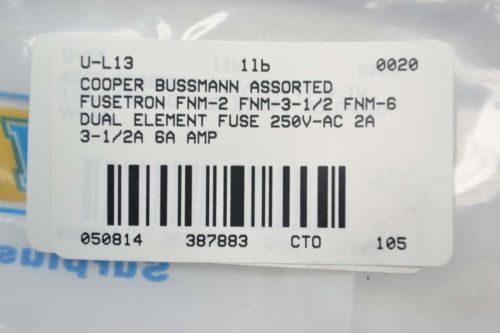 U-L13 11b 0020
COOPER BUSSMANN ASSORTED
FUSETRON FNM-2 FNM-3-1/2 FNM-6
DUAL ELEMENT FUSE 250V-AC 2A
3-1/2A 6A AMP
050814 387883 CTO 105
Surplus